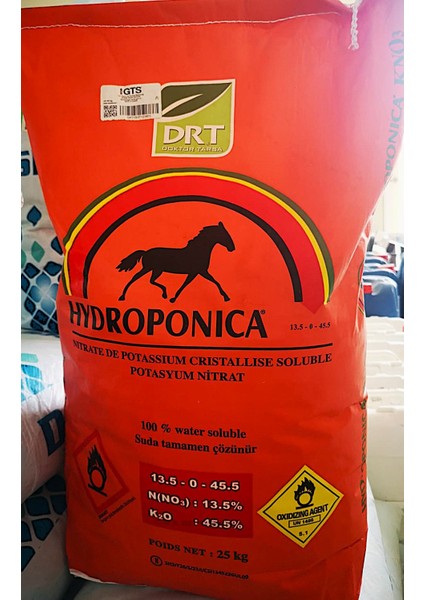 GTS
DRT
DOKTOR TARSA
HYDROPONICA®
13.5 - 0 - 45.5
NITRATE DE POTASSIUM CRISTALLISE SOLUBLE
POTASYUM NİTRAT
100 % water soluble
Suda tamamen çözünür
13.5 - 0 - 45.5
N(NO₃) : 13.5%
K₂O : 45.5%
OXIDIZING AGENT
5.1
POIDS NET : 25 kg
HYDROPONICA KNO₃